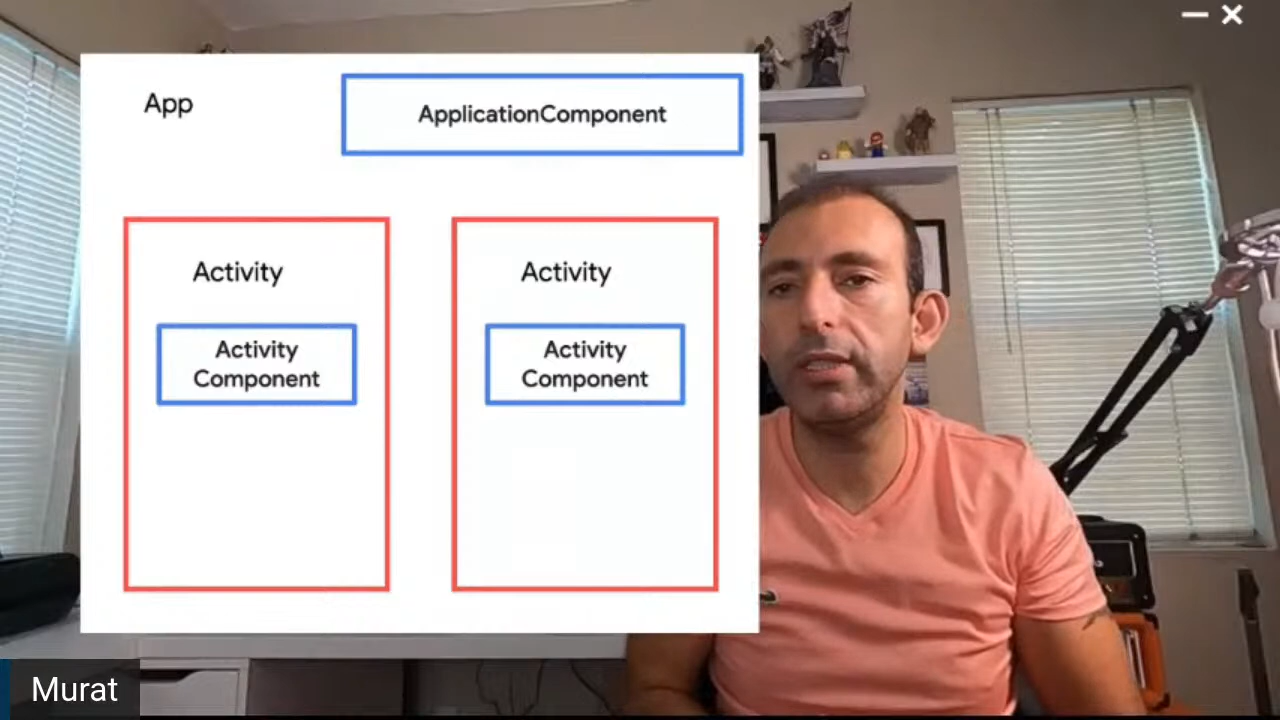 App
ApplicationComponent
Activity
Activity
Activity
Component
Activity
Component
Murat